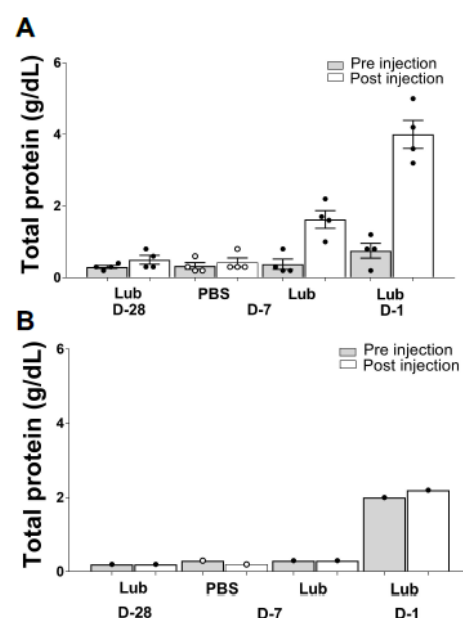 A
Total protein (g/dL)
6
4
2
0
Pre injection
Post injection
Lub PBS Lub Lub
D-28 D-7 D-1
B
Total protein (g/dL)
6
4
2
0
Pre injection
Post injection
Lub PBS Lub Lub
D-28 D-7 D-1